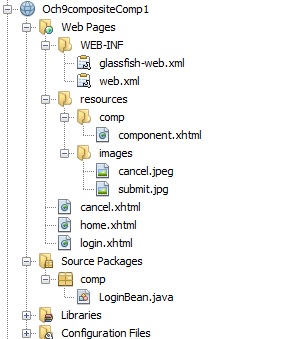 Och9compositeComp1
Web Pages
WEB-INF
glassfish-web.xml
web.xml
resources
comp
component.xhtml
images
cancel.jpeg
submit.jpg
cancel.xhtml
home.xhtml
login.xhtml
Source Packages
comp
LoginBean.java
Libraries
Configuration Files